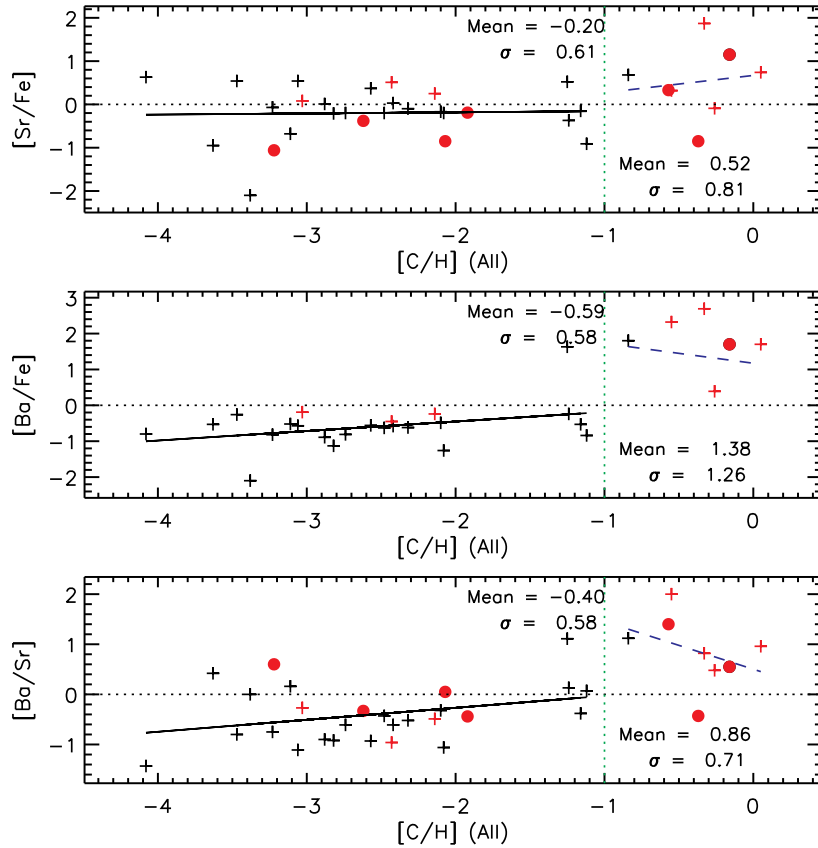 2
1
0
−1
−2
[Sr/Fe]
Mean = −0.20
σ = 0.61
Mean = 0.52
σ = 0.81
−4 −3 −2 −1 0
[C/H] (All)
3
2
1
0
−1
−2
[Ba/Fe]
Mean = −0.59
σ = 0.58
Mean = 1.38
σ = 1.26
−4 −3 −2 −1 0
[C/H] (All)
2
1
0
−1
[Ba/Sr]
Mean = −0.40
σ = 0.58
Mean = 0.86
σ = 0.71
−4 −3 −2 −1 0
[C/H] (All)